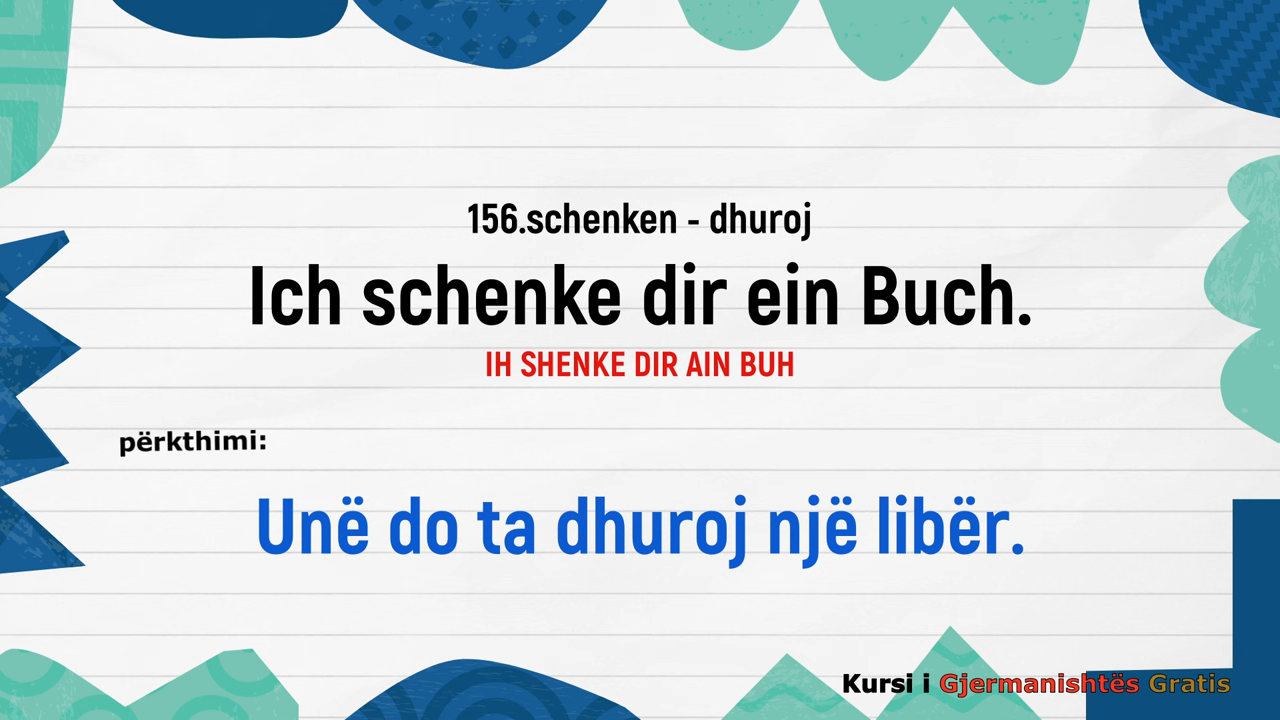 156.schenken - dhuroj
Ich schenke dir ein Buch.
IH SHENKE DIR AIN BUH
përkthimi:
Unë do ta dhuroj një libër.
Kursi i Gjermanishtës Gratis